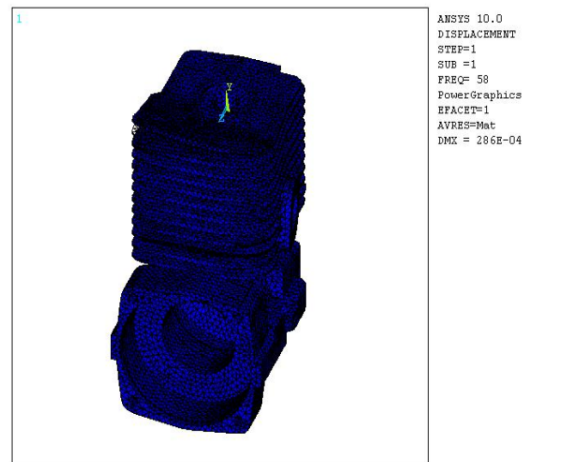 1
ANSYS 10.0
DISPLACEMENT
STEP=1
SUB =1
FREQ= 58
PowerGraphics
EFACET=1
AVRES=Mat
DMX = 286E-04
Y
Z